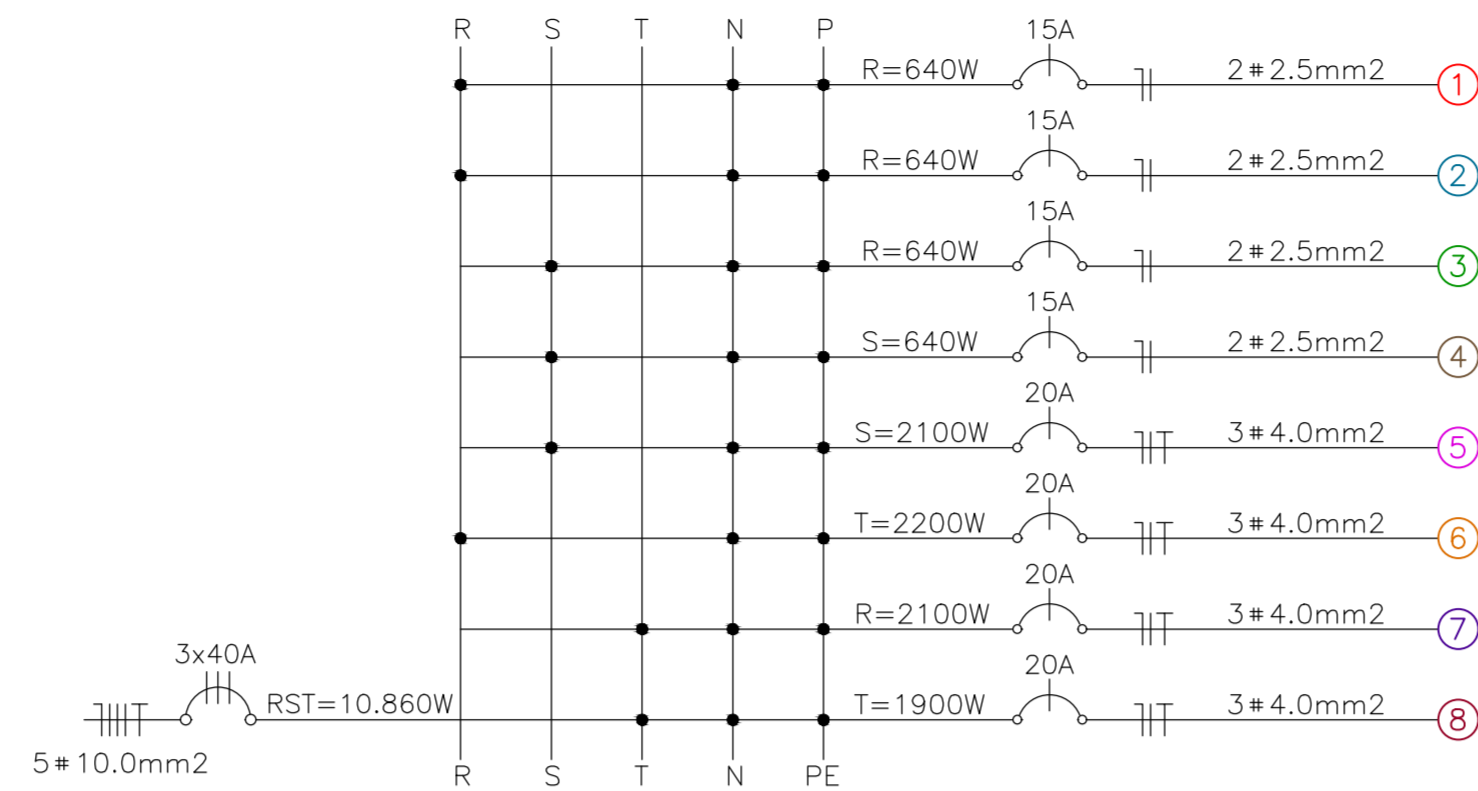 R S T N P 15A
R=640W 2#2.5mm2 1
15A
R=640W 2#2.5mm2 2
15A
R=640W 2#2.5mm2 3
15A
S=640W 2#2.5mm2 4
20A
S=2100W 3#4.0mm2 5
20A
T=2200W 3#4.0mm2 6
20A
R=2100W 3#4.0mm2 7
3x40A 20A
RST=10.860W T=1900W 3#4.0mm2 8
5#10.0mm2
R S T N PE